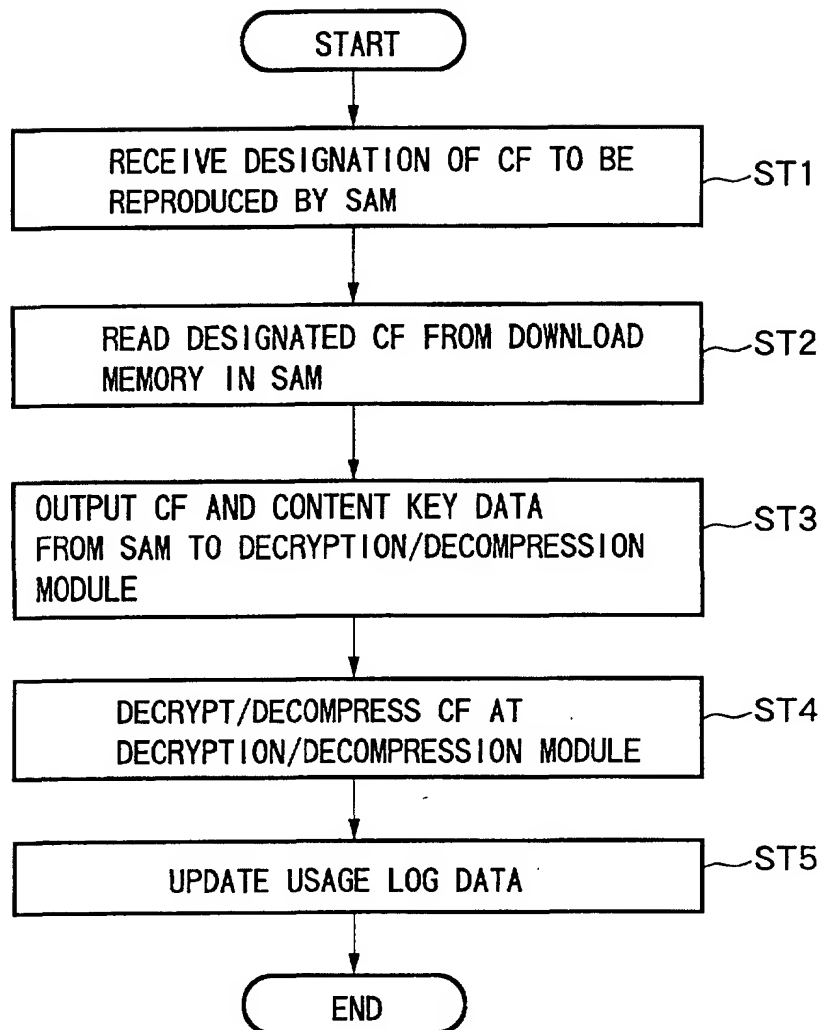 START
RECEIVE DESIGNATION OF CF TO BE
REPRODUCED BY SAM
ST1
READ DESIGNATED CF FROM DOWNLOAD
MEMORY IN SAM
ST2
OUTPUT CF AND CONTENT KEY DATA
FROM SAM TO DECRYPTION/DECOMPRESSION
MODULE
ST3
DECRYPT/DECOMPRESS CF AT
DECRYPTION/DECOMPRESSION MODULE
ST4
UPDATE USAGE LOG DATA
ST5
END